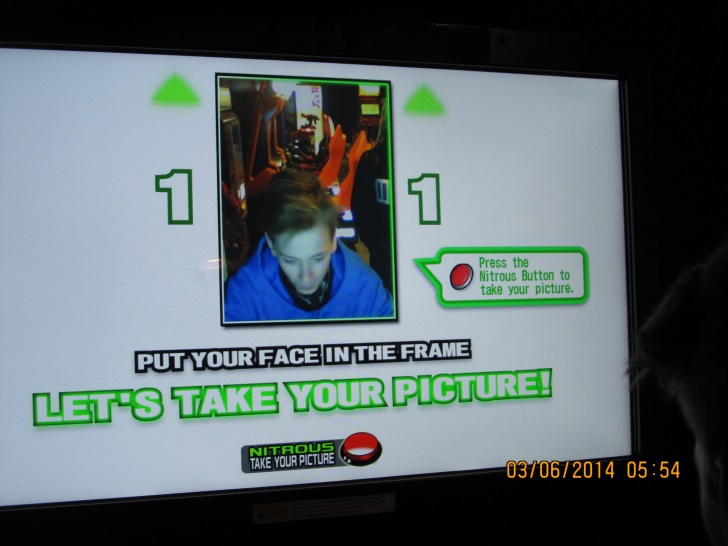 1 1
Press the
Nitrous Button to
take your picture.
PUT YOUR FACE IN THE FRAME
LET'S TAKE YOUR PICTURE!
NITROUS
TAKE YOUR PICTURE
03/06/2014 05:54